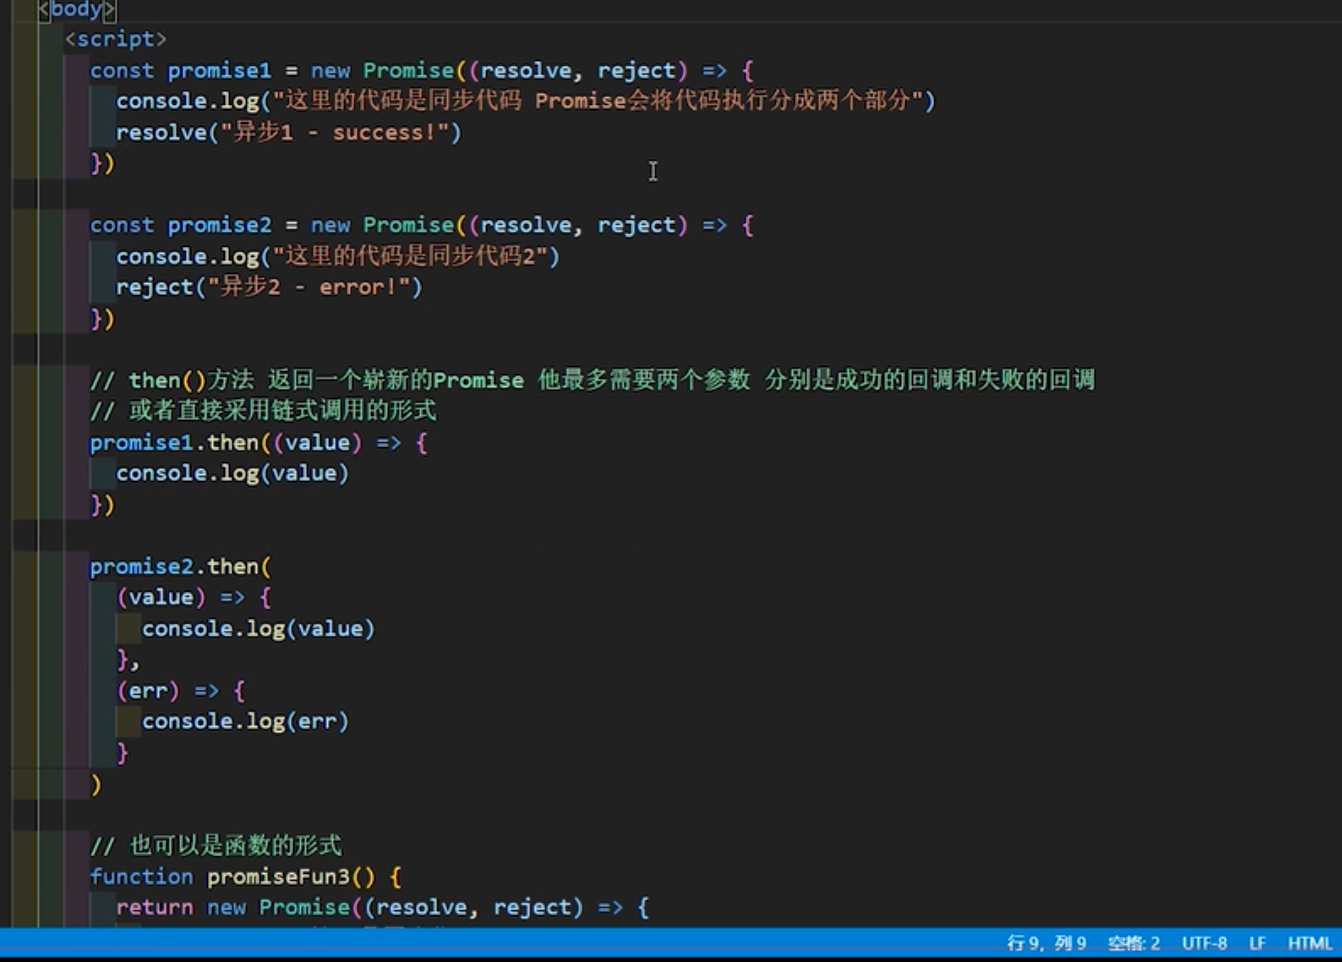 <body>
<script>
const promise1 = new Promise((resolve, reject) => {
console.log("这里的代码是同步代码 Promise会将代码执行分成两个部分")
resolve("异步1 - success!")
})
const promise2 = new Promise((resolve, reject) => {
console.log("这里的代码是同步代码2")
reject("异步2 - error!")
})
// then()方法 返回一个崭新的Promise 他最多需要两个参数 分别是成功的回调和失败的回调
// 或者直接采用链式调用的形式
promise1.then((value) => {
console.log(value)
})
promise2.then(
(value) => {
console.log(value)
},
(err) => {
console.log(err)
}
)
// 也可以是函数的形式
function promiseFun3() {
return new Promise((resolve, reject) => {
行 9, 列 9 空格: 2 UTF-8 LF HTML